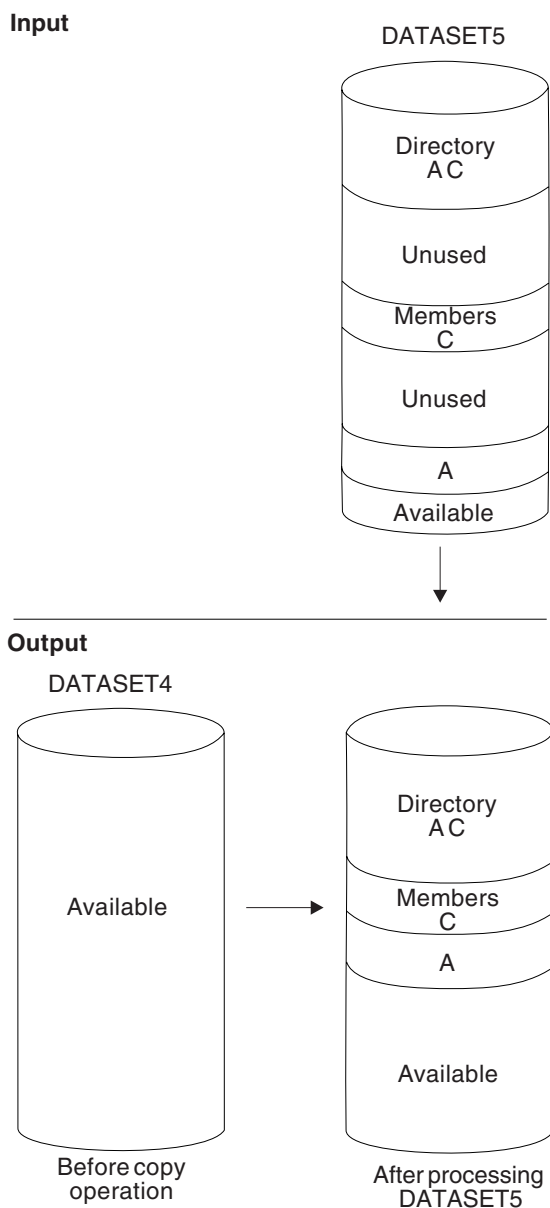 Input
DATASET5
Directory
A C
Unused
Members
C
Unused
A
Available
Output
DATASET4
Available
Before copy
operation
Directory
A C
Members
C
A
Available
After processing
DATASET5